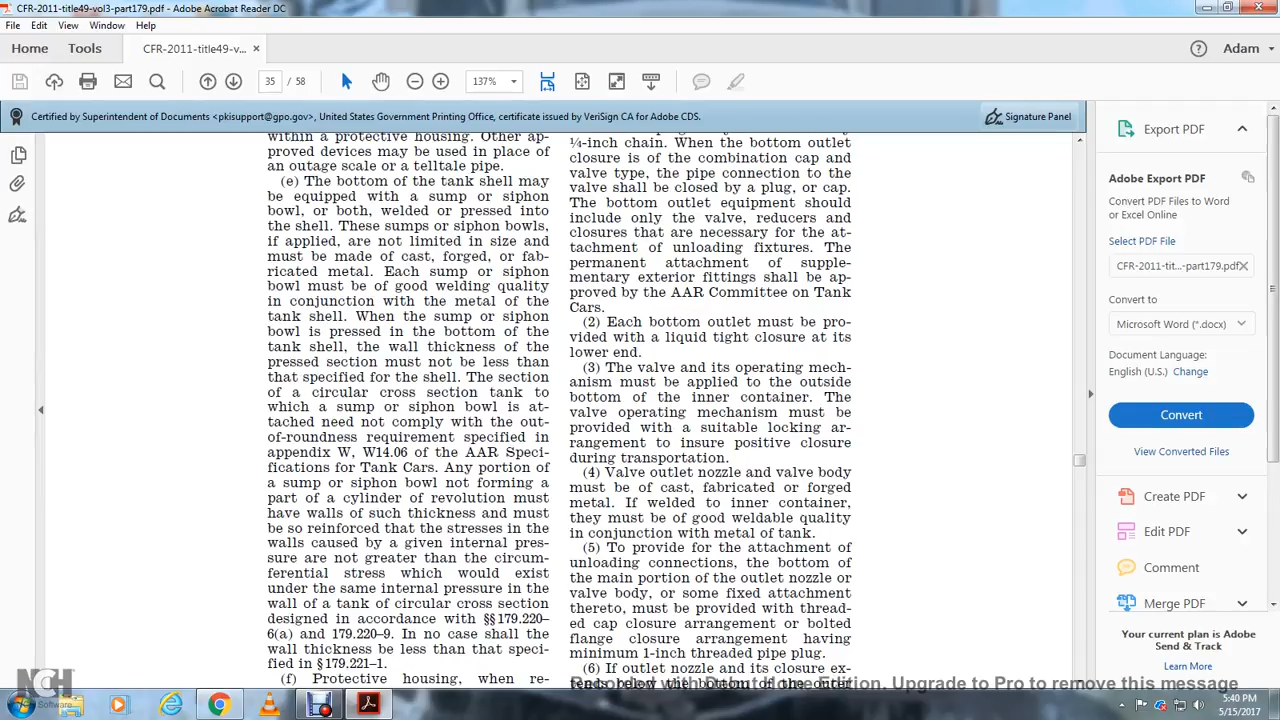 CFR-2011-title49-vol3-part179.pdf - Adobe Acrobat Reader DC
File Edit View Window Help
Home Tools CFR-2011-title49-v... × Adam
35 / 58 137%
Certified by Superintendent of Documents <pkisupport@gpo.gov>, United States Government Printing Office, certificate issued by VeriSign CA for Adobe CDS.
Signature Panel
within a protective housing. Other ap-
proved devices may be used in place of
an outage scale or a telltale pipe.
(e) The bottom of the tank shell may
be equipped with a sump or siphon
bowl, or both, welded or pressed into
the shell. These sumps or siphon bowls,
if applied, are not limited in size and
must be made of cast, forged, or fab-
ricated metal. Each sump or siphon
bowl must be of good welding quality
in conjunction with the metal of the
tank shell. When the sump or siphon
bowl is pressed in the bottom of the
tank shell, the wall thickness of the
pressed section must not be less than
that specified for the shell. The section
of a circular cross section tank to
which a sump or siphon bowl is at-
tached need not comply with the out-
of-roundness requirement specified in
appendix W, W14.06 of the AAR Speci-
fications for Tank Cars. Any portion of
a sump or siphon bowl not forming a
part of a cylinder of revolution must
have walls of such thickness and must
be so reinforced that the stresses in the
walls caused by a given internal pres-
sure are not greater than the circum-
ferential stress which would exist
under the same internal pressure in the
wall of a tank of circular cross section
designed in accordance with §§179.220–
6(a) and 179.220–9. In no case shall the
wall thickness be less than that speci-
fied in §179.221–1.
(f) Protective housing, when re-
¼-inch chain. When the bottom outlet
closure is of the combination cap and
valve type, the pipe connection to the
valve shall be closed by a plug, or cap.
The bottom outlet equipment should
include only the valve, reducers and
closures that are necessary for the at-
tachment of unloading fixtures. The
permanent attachment of supple-
mentary exterior fittings shall be ap-
proved by the AAR Committee on Tank
Cars.
(2) Each bottom outlet must be pro-
vided with a liquid tight closure at its
lower end.
(3) The valve and its operating mech-
anism must be applied to the outside
bottom of the inner container. The
valve operating mechanism must be
provided with a suitable locking ar-
rangement to insure positive closure
during transportation.
(4) Valve outlet nozzle and valve body
must be of cast, fabricated or forged
metal. If welded to inner container,
they must be of good weldable quality
in conjunction with metal of tank.
(5) To provide for the attachment of
unloading connections, the bottom of
the main portion of the outlet nozzle or
valve body, or some fixed attachment
thereto, must be provided with thread-
ed cap closure arrangement or bolted
flange closure arrangement having
minimum 1-inch threaded pipe plug.
(6) If outlet nozzle and its closure ex-
tends below the bottom of the outer
Export PDF
Adobe Export PDF
Convert PDF Files to Word
or Excel Online
Select PDF File
CFR-2011-tit...-part179.pdf
Convert to
Microsoft Word (*.docx)
Document Language:
English (U.S.) Change
Convert
View Converted Files
Create PDF
Edit PDF
Comment
Merge PDF
Your current plan is Adobe
Send & Track
Learn More
NCH Software
Recorded with Debut Home Edition. Upgrade to Pro to remove this message
5:40 PM
5/15/2017